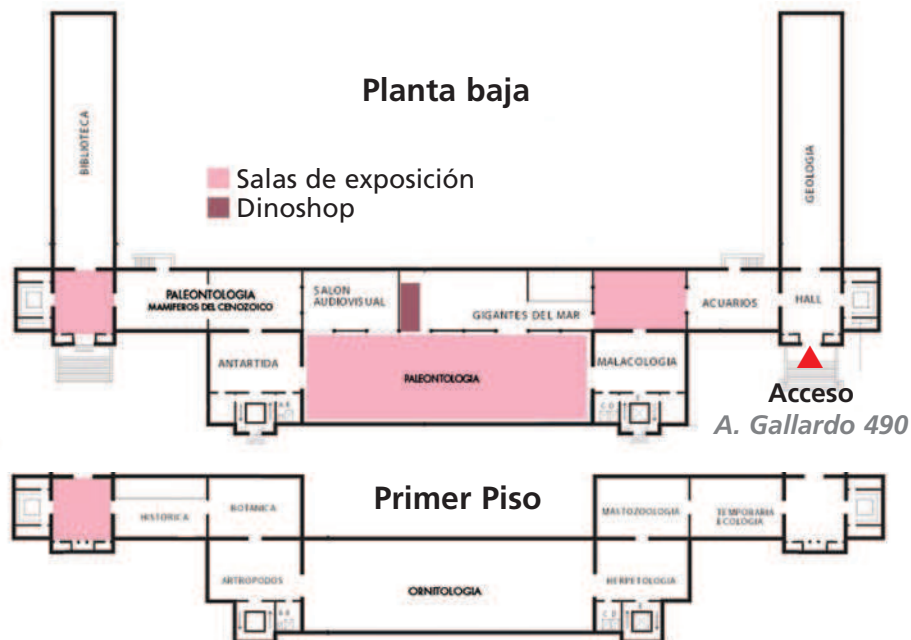 Planta baja
BIBLIOTECA
GEOLOGIA
Salas de exposición
Dinoshop
PALEONTOLOGIA
MAMIFEROS DEL CENOZOICO
SALON
AUDIOVISUAL
GIGANTES DEL MAR
ACUARIOS
HALL
ANTARTIDA
PALEONTOLOGIA
MALACOLOGIA
Acceso
A. Gallardo 490
Primer Piso
HISTORICA
BOTANICA
MASTOZOOLOGIA
TEMPORARIA
ECOLOGIA
ARTROPODOS
ORNITOLOGIA
HERPETOLOGIA